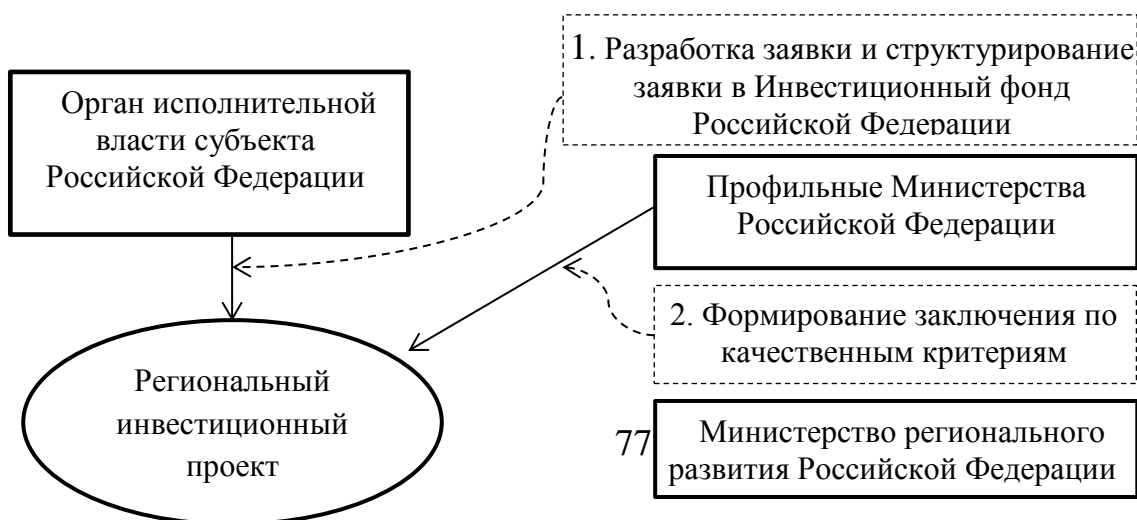 1. Разработка заявки и структурирование
заявки в Инвестиционный фонд
Российской Федерации
Орган исполнительной
власти субъекта
Российской Федерации
Профильные Министерства
Российской Федерации
2. Формирование заключения по
качественным критериям
Региональный
инвестиционный
проект
77
Министерство регионального
развития Российской Федерации